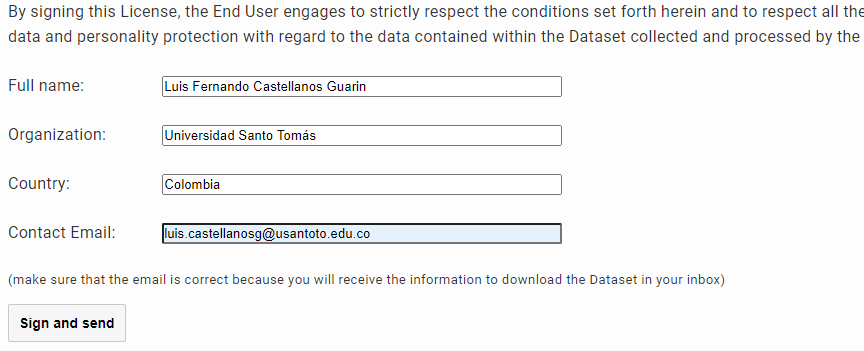 By signing this License, the End User engages to strictly respect the conditions set forth herein and to respect all the
data and personality protection with regard to the data contained within the Dataset collected and processed by the
Full name: Luis Fernando Castellanos Guarin
Organization: Universidad Santo Tomás
Country: Colombia
Contact Email: luis.castellanosg@usantoto.edu.co
(make sure that the email is correct because you will receive the information to download the Dataset in your inbox)
Sign and send